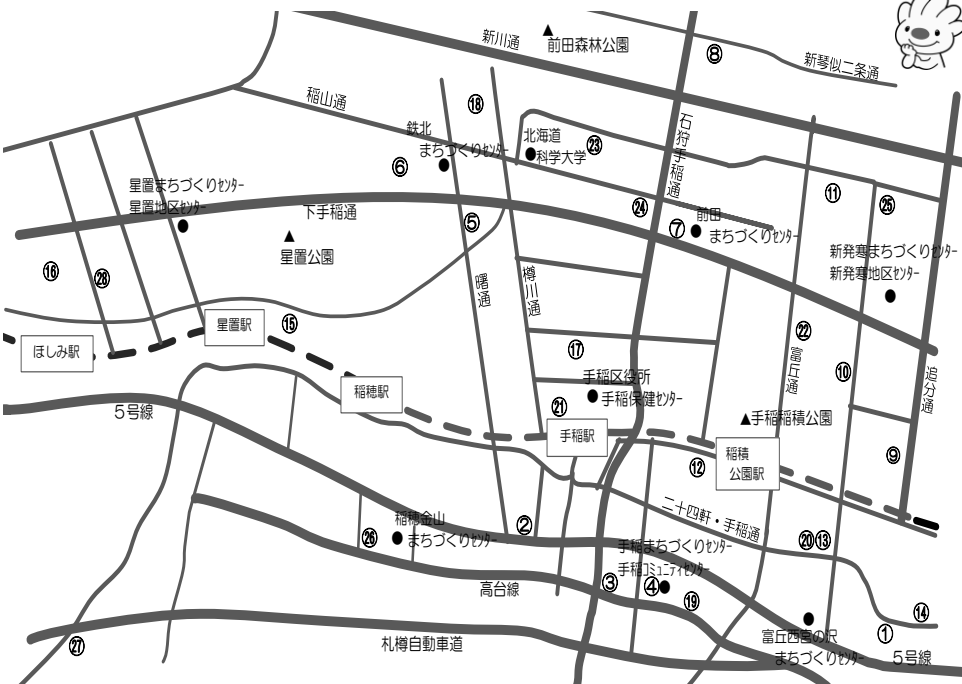 新川通
▲
前田森林公園
⑧
新琴似二条通
稲山通
⑱
鉄北
まちづくりセンター
⑥
北海道
科学大学
㉓
石狩手稲通
星置まちづくりセンター
星置地区センター
下手稲通
▲
星置公園
⑤
㉔
⑦
前田
まちづくりセンター
⑪
㉕
新発寒まちづくりセンター
新発寒地区センター
⑯
㉘
曙通
樽川通
⑮
星置駅
ほしみ駅
⑰
㉒
富丘通
⑩
追分通
稲穂駅
手稲区役所
手稲保健センター
㉑
5号線
▲手稲稲積公園
手稲駅
⑫
稲積
公園駅
⑨
二十四軒・手稲通
稲穂金山
まちづくりセンター
㉖
②
⑳⑬
手稲まちづくりセンター
手稲コミュニティセンター
高台線
③
④
⑲
⑭
①
札樽自動車道
㉗
富丘西宮の沢
まちづくりセンター
5号線